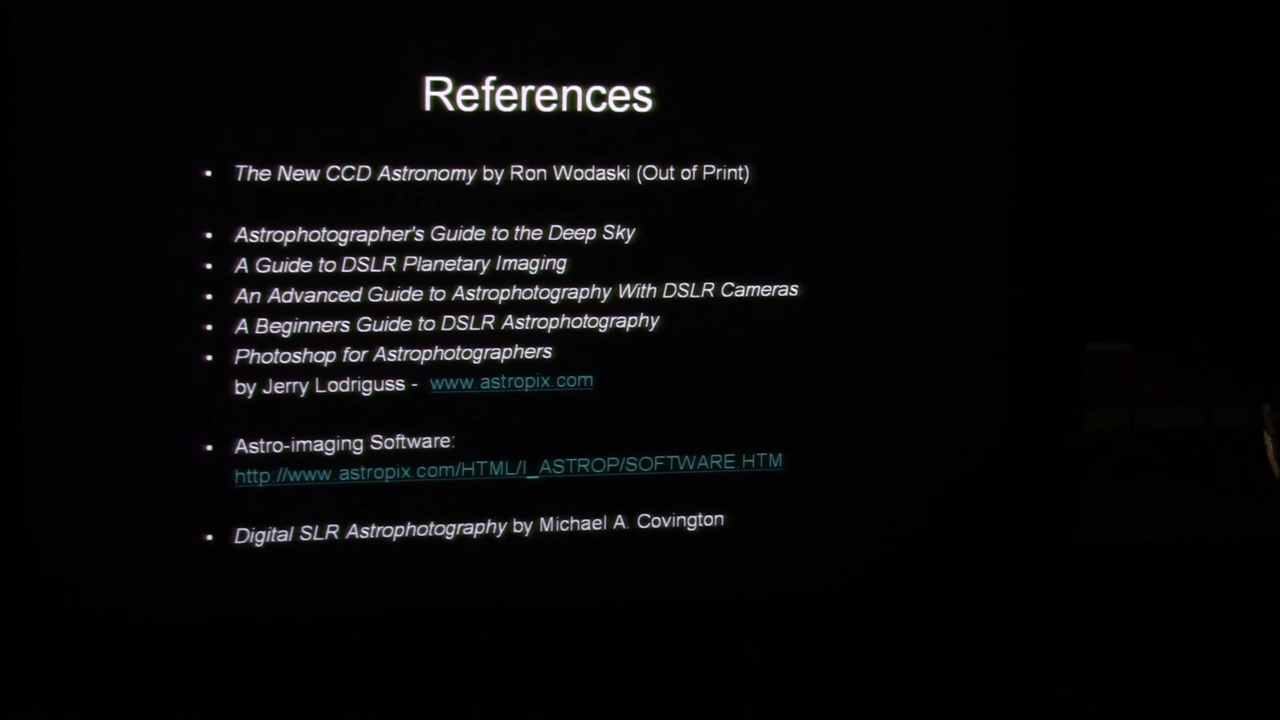 References
• The New CCD Astronomy by Ron Wodaski (Out of Print)
• Astrophotographer's Guide to the Deep Sky
• A Guide to DSLR Planetary Imaging
• An Advanced Guide to Astrophotography With DSLR Cameras
• A Beginners Guide to DSLR Astrophotography
• Photoshop for Astrophotographers
by Jerry Lodriguss - www.astropix.com
• Astro-imaging Software:
http://www.astropix.com/HTML/I_ASTROP/SOFTWARE.HTM
• Digital SLR Astrophotography by Michael A. Covington